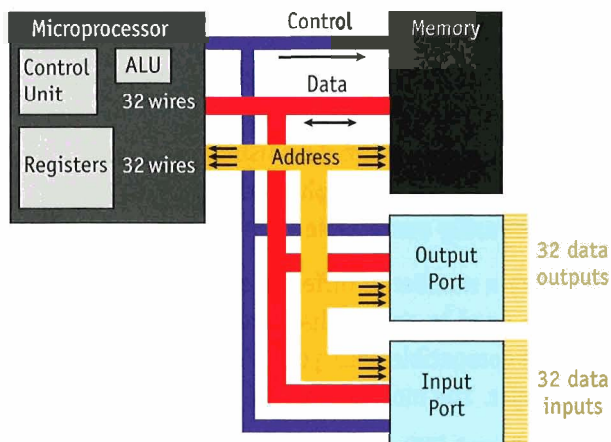 Microprocessor
Control
Unit
ALU
32 wires
Registers
32 wires
Control
Data
Address
Memory
Output
Port
32 data
outputs
Input
Port
32 data
inputs